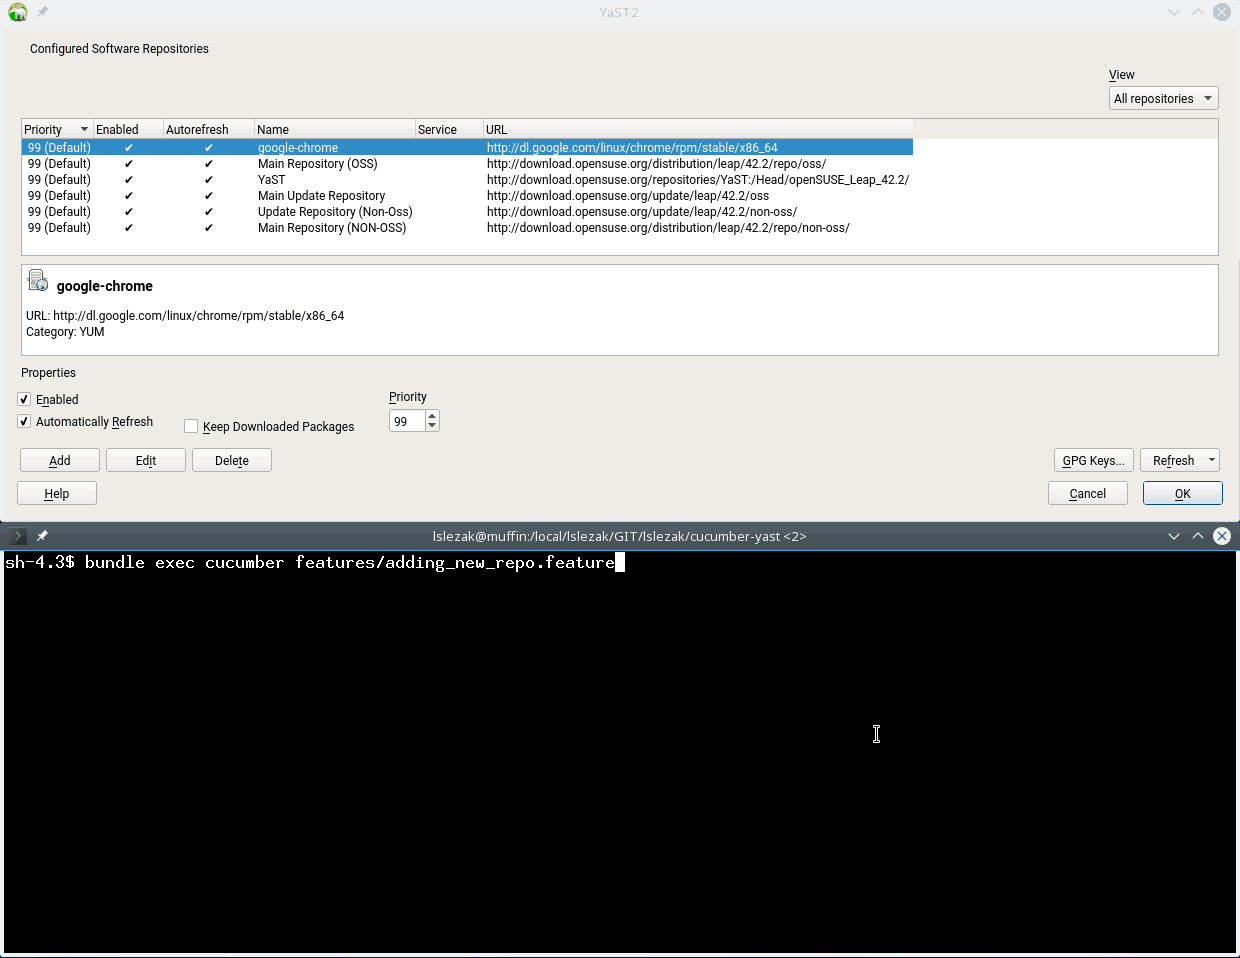 YaST2
Configured Software Repositories
View
All repositories
Priority Enabled Autorefresh Name Service URL
99 (Default) ✔ ✔ google-chrome http://dl.google.com/linux/chrome/rpm/stable/x86_64
99 (Default) ✔ ✔ Main Repository (OSS) http://download.opensuse.org/distribution/leap/42.2/repo/oss/
99 (Default) ✔ ✔ YaST http://download.opensuse.org/repositories/YaST:/Head/openSUSE_Leap_42.2/
99 (Default) ✔ ✔ Main Update Repository http://download.opensuse.org/update/leap/42.2/oss
99 (Default) ✔ ✔ Update Repository (Non-Oss) http://download.opensuse.org/update/leap/42.2/non-oss/
99 (Default) ✔ ✔ Main Repository (NON-OSS) http://download.opensuse.org/distribution/leap/42.2/repo/non-oss/
google-chrome
URL: http://dl.google.com/linux/chrome/rpm/stable/x86_64
Category: YUM
Properties
Enabled
Priority
Automatically Refresh
Keep Downloaded Packages
99
Add Edit Delete GPG Keys... Refresh
Help Cancel OK
lslezak@muffin:/local/lslezak/GIT/lslezak/cucumber-yast <2>
sh-4.3$ bundle exec cucumber features/adding_new_repo.feature